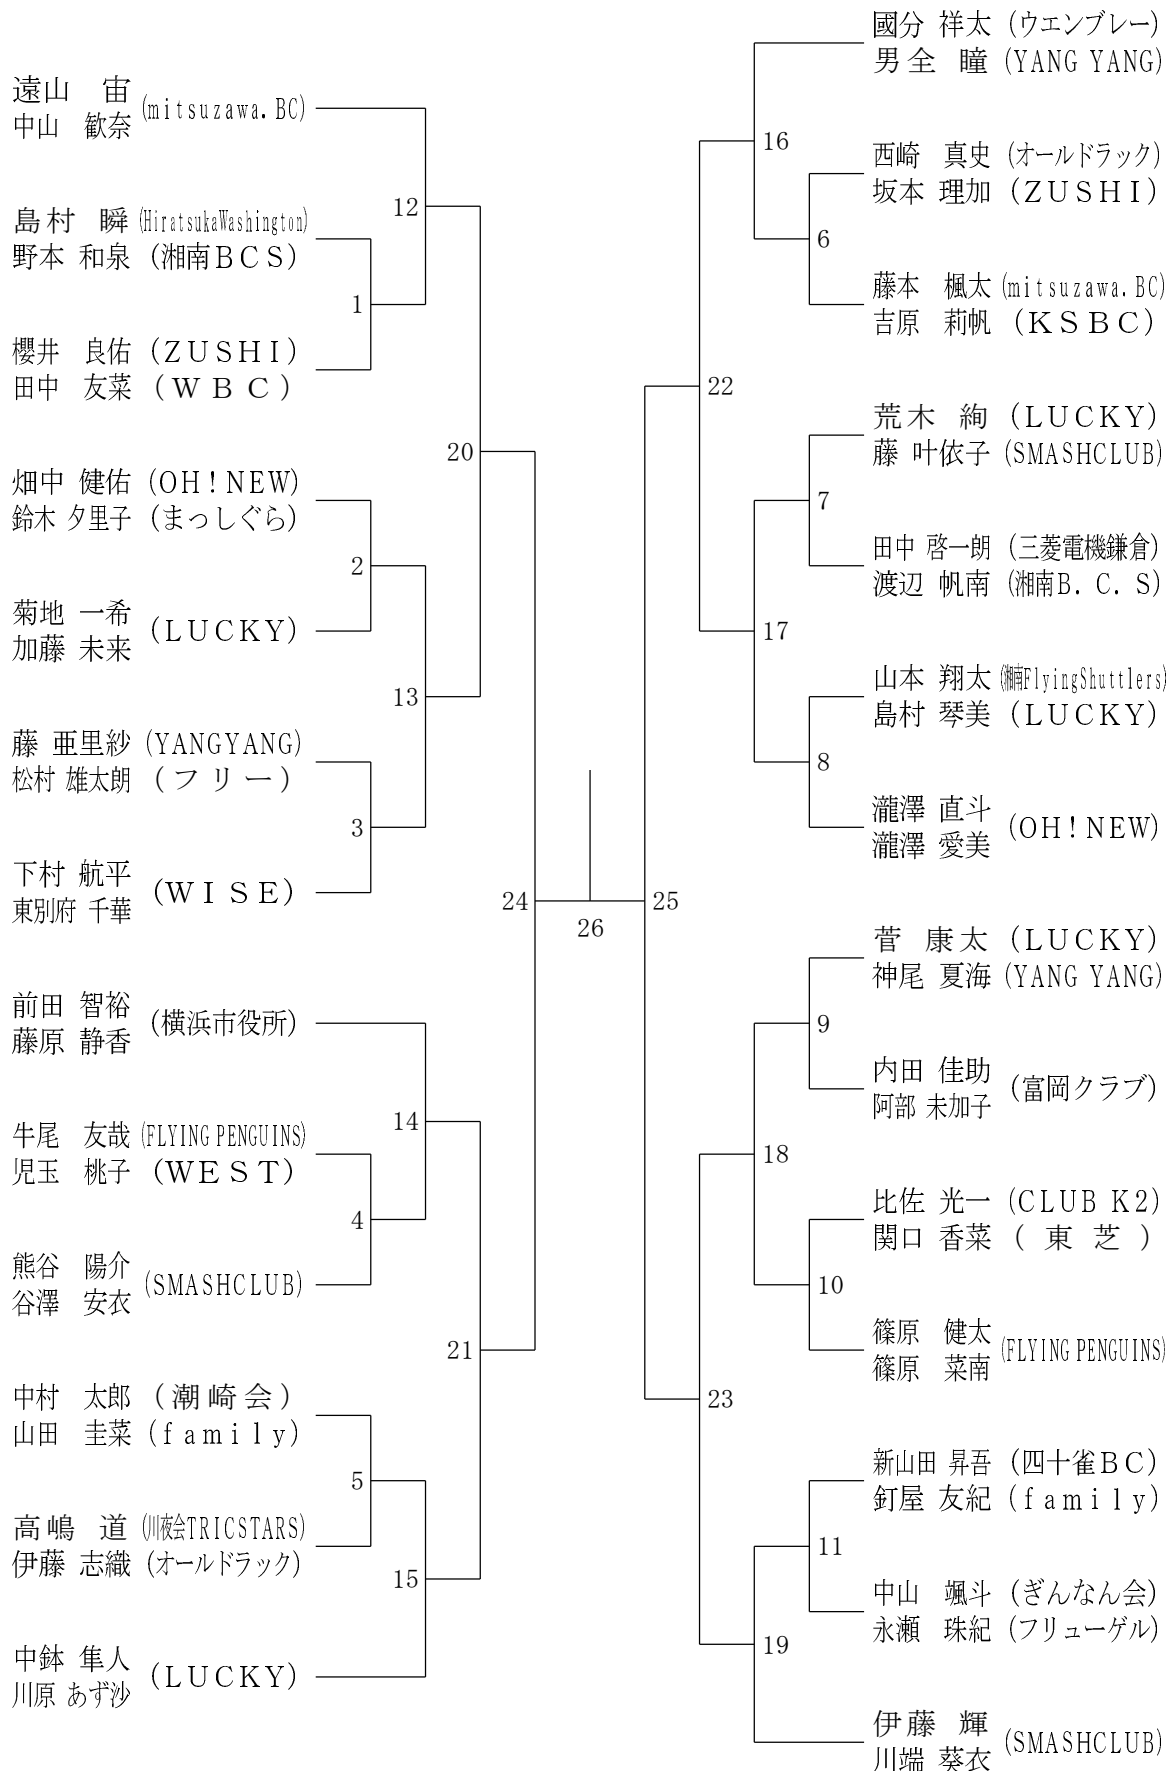 遠山 宙 (mitsuzawa.BC)
中山 歓奈
島村 瞬 (HiratsukaWashington)
野本 和泉 (湘南BCS)
櫻井 良佑 (ZUSHI)
田中 友菜 (WBC)
畑中 健佑 (OH!NEW)
鈴木 夕里子 (まっしぐら)
菊地 一希 (LUCKY)
加藤 未来
藤 亜里紗 (YANGYANG)
松村 雄太朗 (フリー)
下村 航平 (WISE)
東別府 千華
前田 智裕 (横浜市役所)
藤原 静香
牛尾 友哉 (FLYING PENGUINS)
児玉 桃子 (WEST)
熊谷 陽介 (SMASHCLUB)
谷澤 安衣
中村 太郎 (潮崎会)
山田 圭菜 (family)
高嶋 道 (川夜会TRICSTARS)
伊藤 志織 (オールドラック)
中鉢 隼人 (LUCKY)
川原 あず沙
12
1
20
2
13
3
24
14
4
21
5
15
26
25
16
6
22
7
17
8
9
18
10
23
11
19
國分 祥太 (ウエンブレー)
男全 瞳 (YANG YANG)
西崎 真史 (オールドラック)
坂本 理加 (ZUSHI)
藤本 楓太 (mitsuzawa.BC)
吉原 莉帆 (KSBC)
荒木 絢 (LUCKY)
藤 叶依子 (SMASHCLUB)
田中 啓一朗 (三菱電機鎌倉)
渡辺 帆南 (湘南B.C.S)
山本 翔太 (湘南FlyingShuttlers)
島村 琴美 (LUCKY)
瀧澤 直斗 (OH!NEW)
瀧澤 愛美
菅 康太 (LUCKY)
神尾 夏海 (YANG YANG)
内田 佳助 (富岡クラブ)
阿部 未加子
比佐 光一 (CLUB K2)
関口 香菜 (東芝)
篠原 健太 (FLYING PENGUINS)
篠原 菜南
新山田 昇吾 (四十雀BC)
釘屋 友紀 (family)
中山 颯斗 (ぎんなん会)
永瀬 珠紀 (フリューゲル)
伊藤 輝 (SMASHCLUB)
川端 葵衣